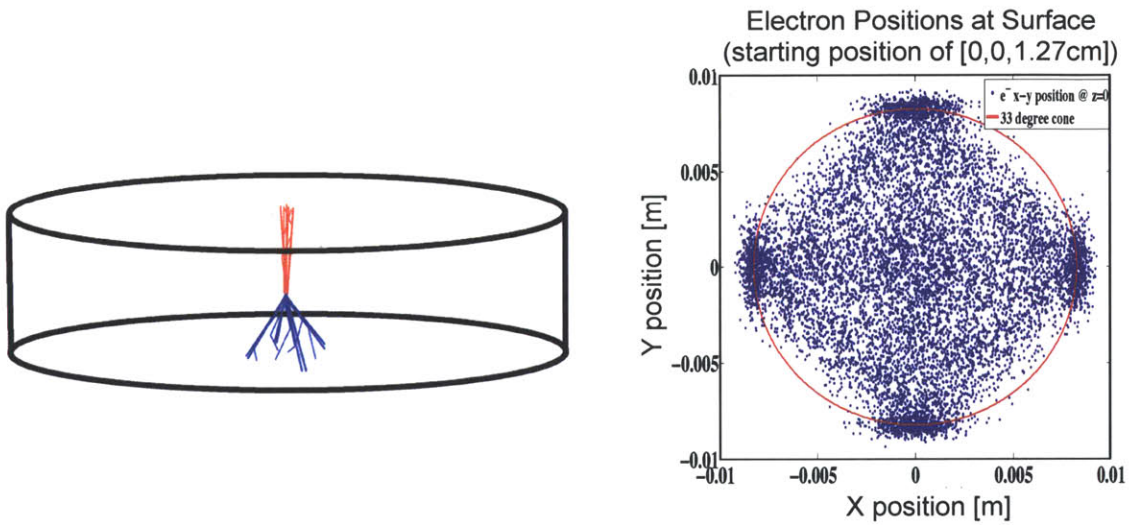 Electron Positions at Surface
(starting position of [0,0,1.27cm])
0.01
0.005
0
−0.005
−0.01
Y position [m]
e⁻ x−y position @ z=0
33 degree cone
−0.01
−0.005
0
0.005
0.01
X position [m]